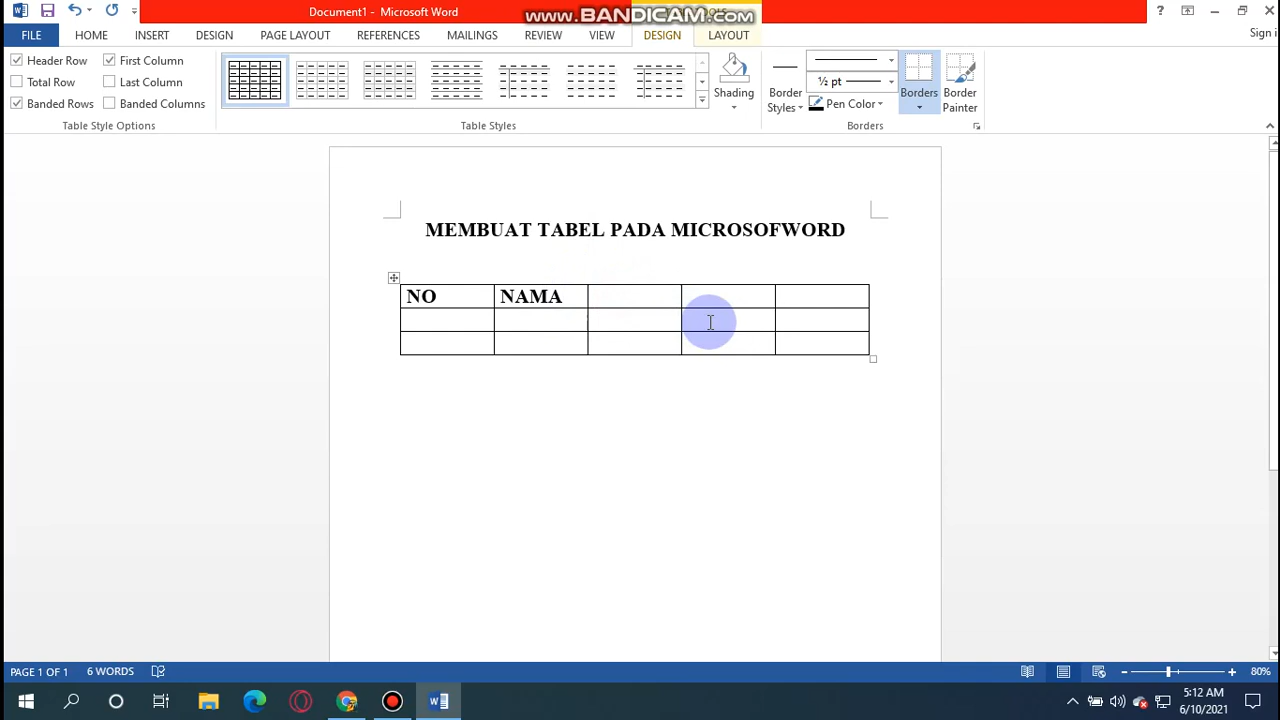 Document1 - Microsoft Word
www.BANDICAM.com
FILE
HOME
INSERT
DESIGN
PAGE LAYOUT
REFERENCES
MAILINGS
REVIEW
VIEW
DESIGN
LAYOUT
Sign i
Header Row
First Column
Total Row
Last Column
Banded Rows
Banded Columns
Table Style Options
Table Styles
Shading
Border Styles
½ pt
Pen Color
Borders
Border Painter
Borders
MEMBUAT TABEL PADA MICROSOFWORD
NO NAMA
PAGE 1 OF 1
6 WORDS
80%
5:12 AM
6/10/2021